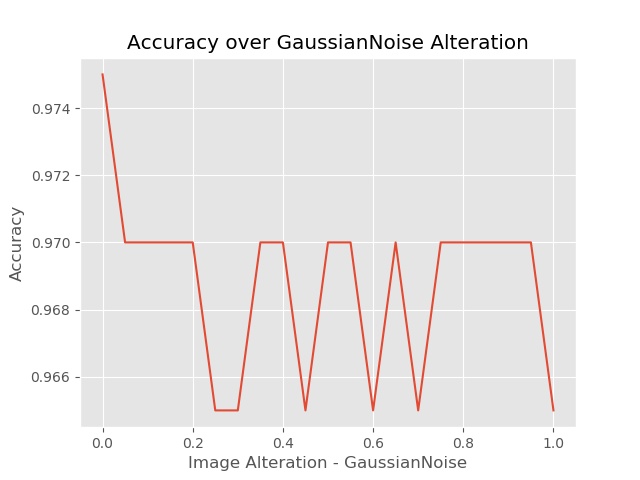 Accuracy over GaussianNoise Alteration
0.974
0.972
0.970
0.968
0.966
Accuracy
0.0 0.2 0.4 0.6 0.8 1.0
Image Alteration - GaussianNoise